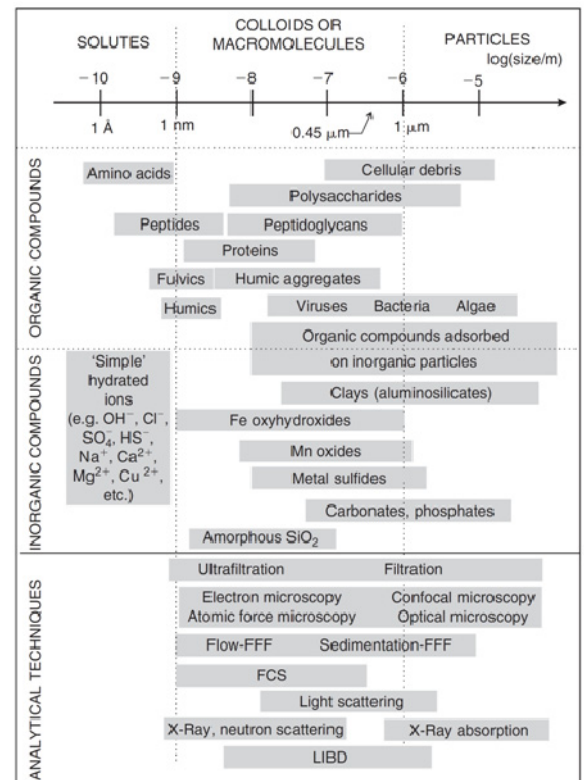 COLLOIDS OR
SOLUTES MACROMOLECULES PARTICLES
log(size/m)
−10 −9 −8 −7 −6 −5
1 Å 1 nm 0.45 μm 1 μm
ORGANIC COMPOUNDS
Amino acids Cellular debris
Polysaccharides
Peptides Peptidoglycans
Proteins
Fulvics Humic aggregates
Humics Viruses Bacteria Algae
Organic compounds adsorbed
on inorganic particles
INORGANIC COMPOUNDS
'Simple'
hydrated
ions
(e.g. OH⁻, Cl⁻,
SO₄⁻, HS⁻,
Na⁺, Ca²⁺,
Mg²⁺, Cu²⁺,
etc.)
Clays (aluminosilicates)
Fe oxyhydroxides
Mn oxides
Metal sulfides
Carbonates, phosphates
Amorphous SiO₂
ANALYTICAL TECHNIQUES
Ultrafiltration Filtration
Electron microscopy Confocal microscopy
Atomic force microscopy Optical microscopy
Flow-FFF Sedimentation-FFF
FCS
Light scattering
X-Ray, neutron scattering X-Ray absorption
LIBD